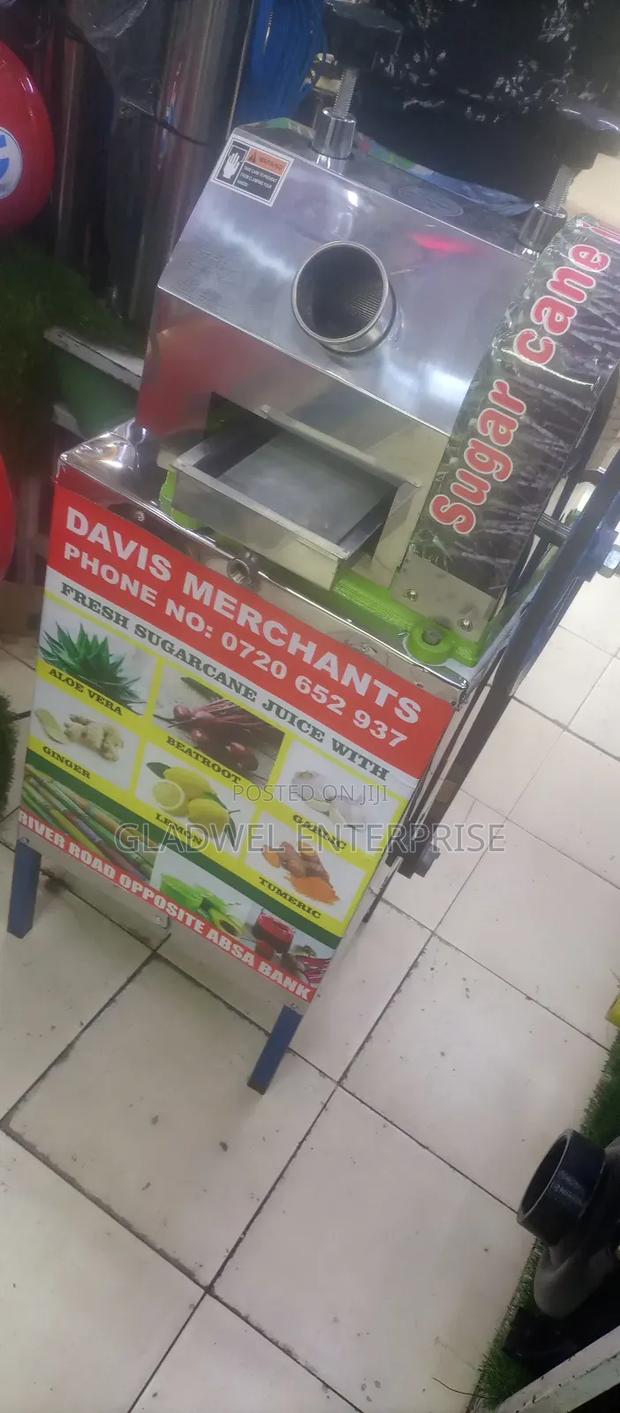 WARNING
Sugar cane
DAVIS MERCHANTS
PHONE NO: 0720 652 937
FRESH SUGARCANE JUICE WITH
ALOE VERA
BEATROOT
GINGER
LEMON
GARLIC
TUMERIC
RIVER ROAD OPPOSITE ABSA BANK
POSTED ON JIJI
GLADWEL ENTERPRISE